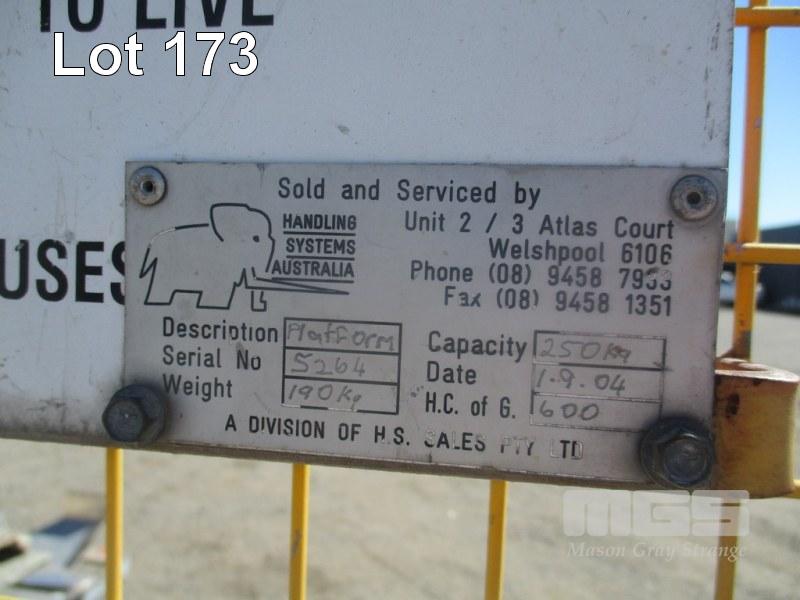 TO LIVE
Lot 173
USES
Sold and Serviced by
HANDLING
SYSTEMS
AUSTRALIA
Unit 2 / 3 Atlas Court
Welshpool 6106
Phone (08) 9458 7933
Fax (08) 9458 1351
Description Platform
Serial No 5264
Weight 190kg
Capacity 250kg
Date 1.9.04
H.C. of G. 600
A DIVISION OF H.S. SALES PTY LTD
MGS
Mason Gray Strange